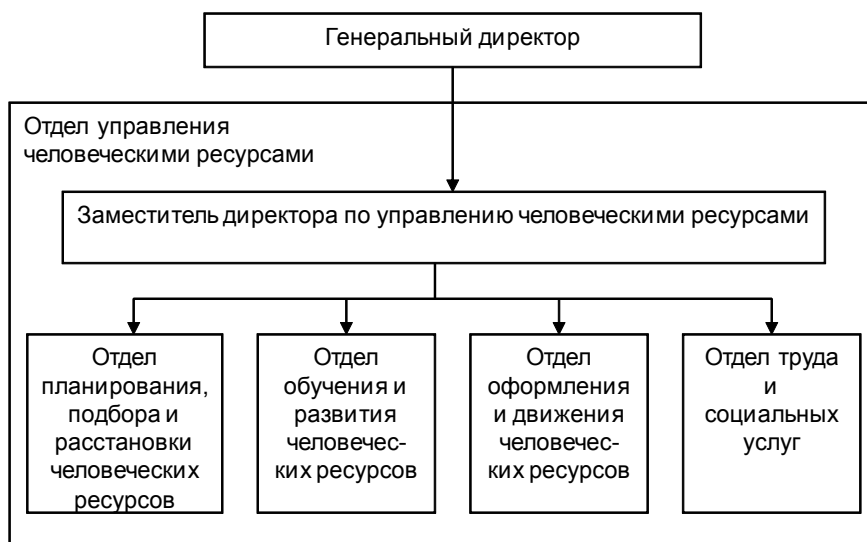 Генеральный директор
Отдел управления
человеческими ресурсами
Заместитель директора по управлению человеческими ресурсами
Отдел
планирования,
подбора и
расстановки
человеческих
ресурсов
Отдел
обучения и
развития
человечес-
ких ресурсов
Отдел
оформления
и движения
человечес-
ких ресурсов
Отдел труда
и
социальных
услуг